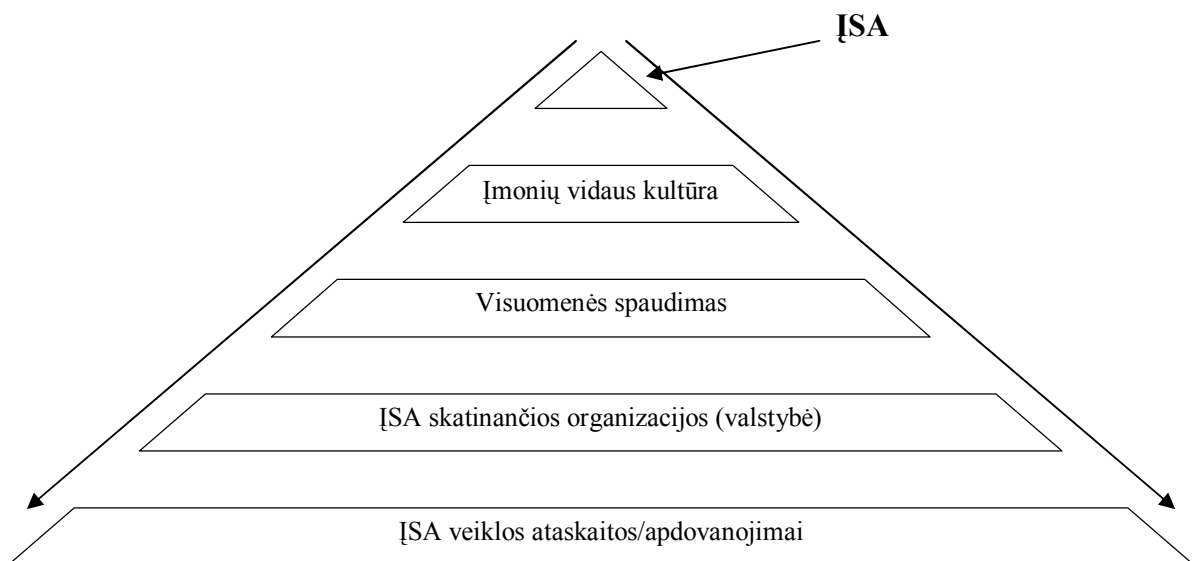 ĮSA
Įmonių vidaus kultūra
Visuomenės spaudimas
ĮSA skatinančios organizacijos (valstybė)
ĮSA veiklos ataskaitos/apdovanojimai